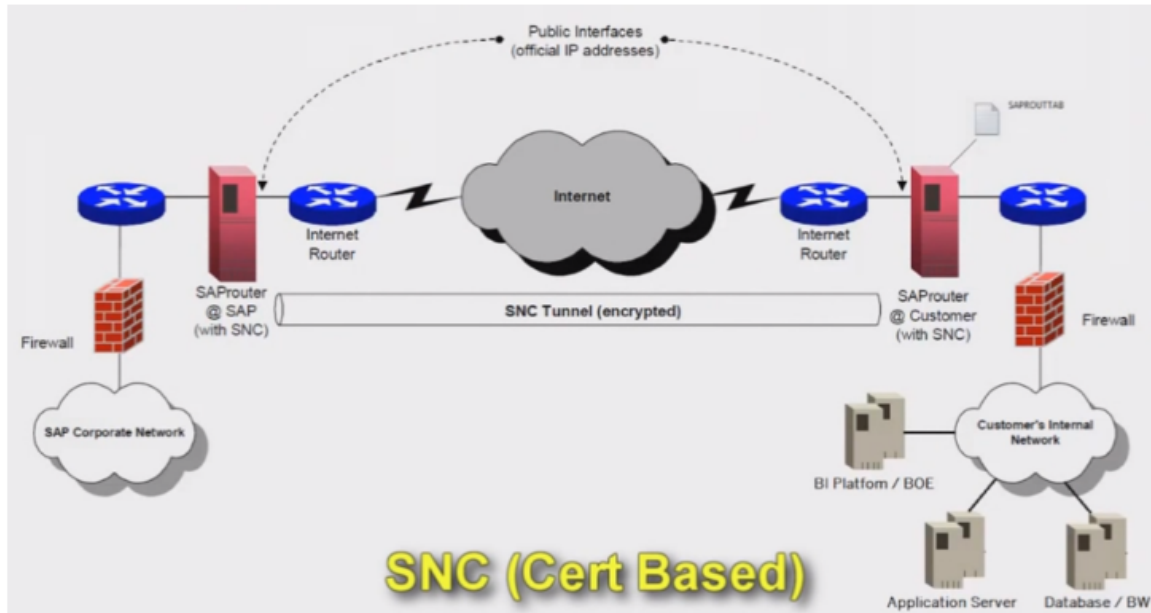 Public Interfaces
(official IP addresses)
SAPROUTTAB
Internet
Internet
Router
Internet
Router
SAProuter
@ SAP
(with SNC)
SNC Tunnel (encrypted)
SAProuter
@ Customer
(with SNC)
Firewall
Firewall
SAP Corporate Network
Customer's Internal
Network
BI Platfom / BOE
Application Server
Database / BW
SNC (Cert Based)